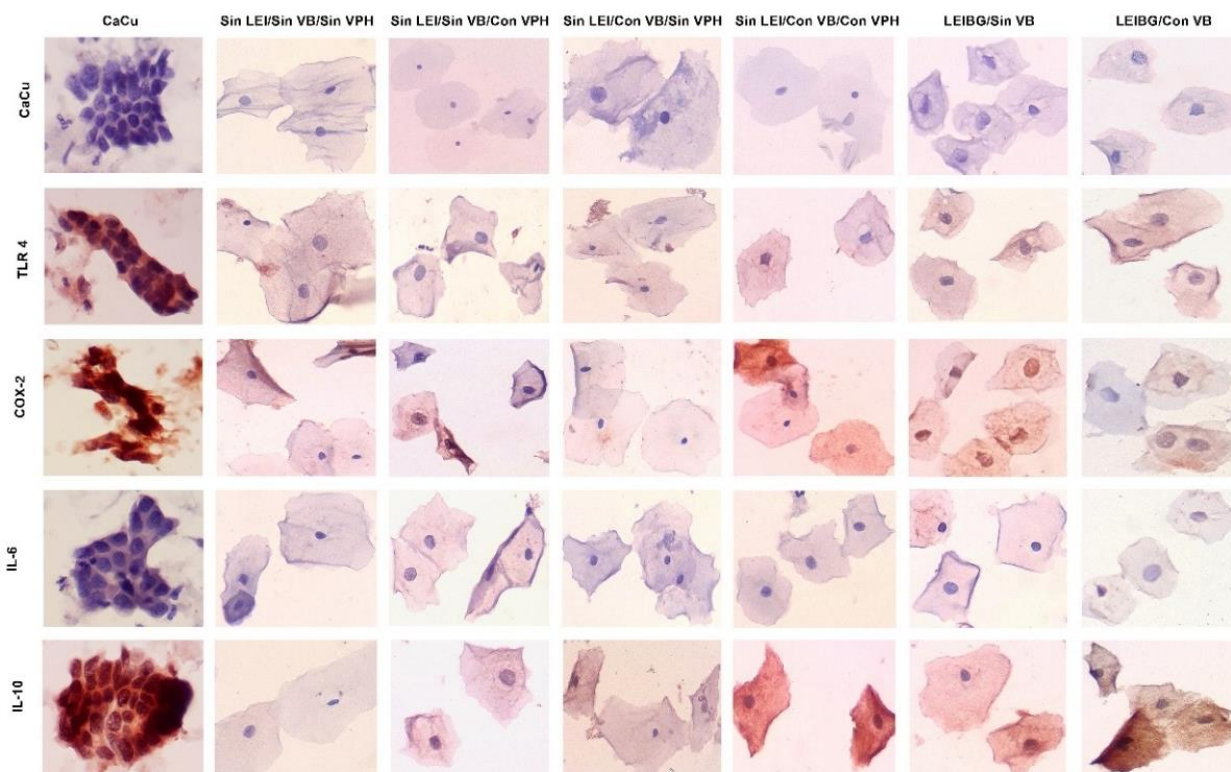 CaCu Sin LEI/Sin VB/Sin VPH Sin LEI/Sin VB/Con VPH Sin LEI/Con VB/Sin VPH Sin LEI/Con VB/Con VPH LEIBG/Sin VB LEIBG/Con VB
CaCu
TLR 4
COX-2
IL-6
IL-10